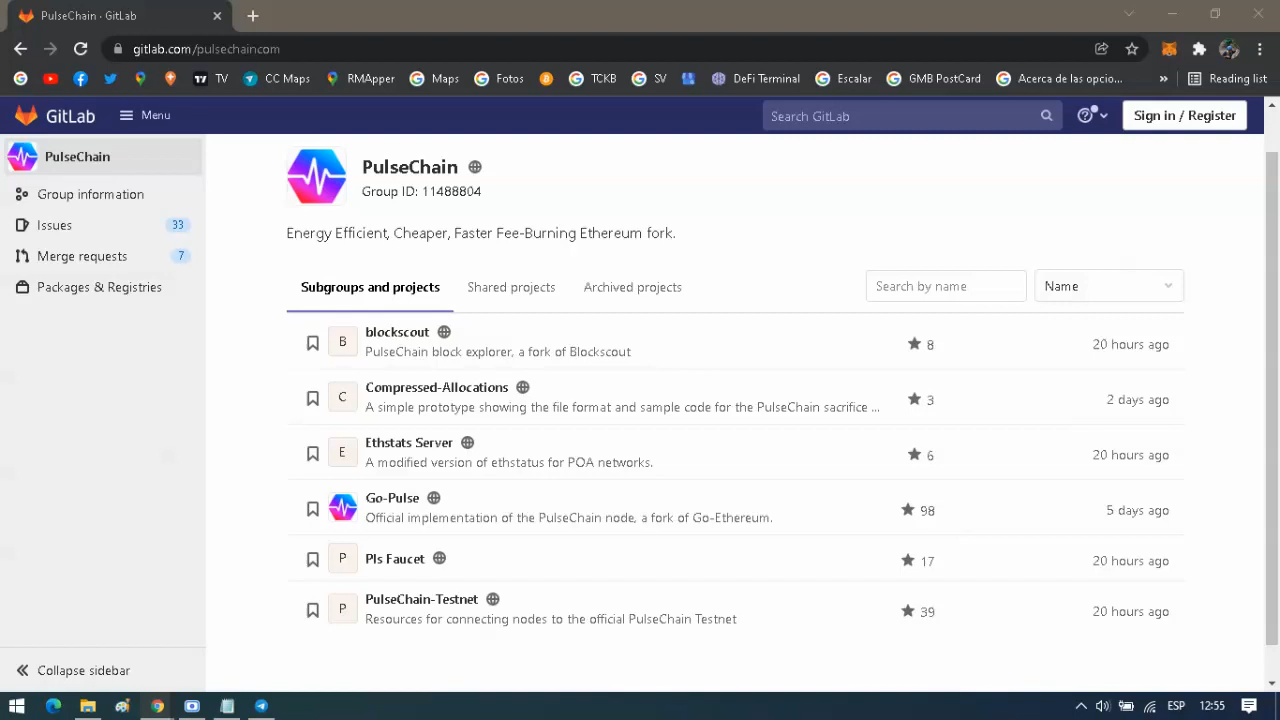 PulseChain · GitLab
gitlab.com/pulsechaincom
TV
CC Maps
RMApper
Maps
Fotos
TCKB
SV
DeFi Terminal
Escalar
GMB PostCard
Acerca de las opcio...
»
Reading list
GitLab
Menu
Search GitLab
Sign in / Register
PulseChain
Group information
Issues 33
Merge requests 7
Packages & Registries
Collapse sidebar
PulseChain
Group ID: 11488804
Energy Efficient, Cheaper, Faster Fee-Burning Ethereum fork.
Subgroups and projects
Shared projects
Archived projects
Search by name
Name
B
blockscout
PulseChain block explorer, a fork of Blockscout
8
20 hours ago
C
Compressed-Allocations
A simple prototype showing the file format and sample code for the PulseChain sacrifice ...
3
2 days ago
E
Ethstats Server
A modified version of ethstatus for POA networks.
6
20 hours ago
Go-Pulse
Official implementation of the PulseChain node, a fork of Go-Ethereum.
98
5 days ago
P
Pls Faucet
17
20 hours ago
P
PulseChain-Testnet
Resources for connecting nodes to the official PulseChain Testnet
39
20 hours ago
ESP
12:55